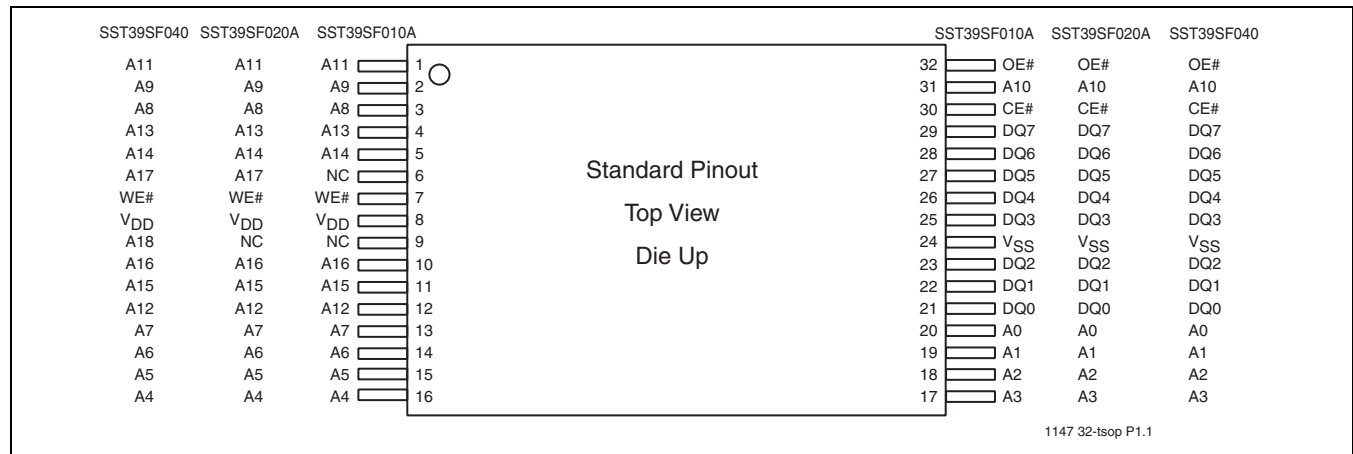 SST39SF040 SST39SF020A SST39SF010A SST39SF010A SST39SF020A SST39SF040
A11 A11 A11 1 32 OE# OE# OE#
A9 A9 A9 2 31 A10 A10 A10
A8 A8 A8 3 30 CE# CE# CE#
A13 A13 A13 4 29 DQ7 DQ7 DQ7
A14 A14 A14 5 28 DQ6 DQ6 DQ6
A17 A17 NC 6 27 DQ5 DQ5 DQ5
WE# WE# WE# 7 26 DQ4 DQ4 DQ4
VDD VDD VDD 8 25 DQ3 DQ3 DQ3
A18 NC NC 9 24 VSS VSS VSS
A16 A16 A16 10 23 DQ2 DQ2 DQ2
A15 A15 A15 11 22 DQ1 DQ1 DQ1
A12 A12 A12 12 21 DQ0 DQ0 DQ0
A7 A7 A7 13 20 A0 A0 A0
A6 A6 A6 14 19 A1 A1 A1
A5 A5 A5 15 18 A2 A2 A2
A4 A4 A4 16 17 A3 A3 A3
Standard Pinout
Top View
Die Up
1147 32-tsop P1.1